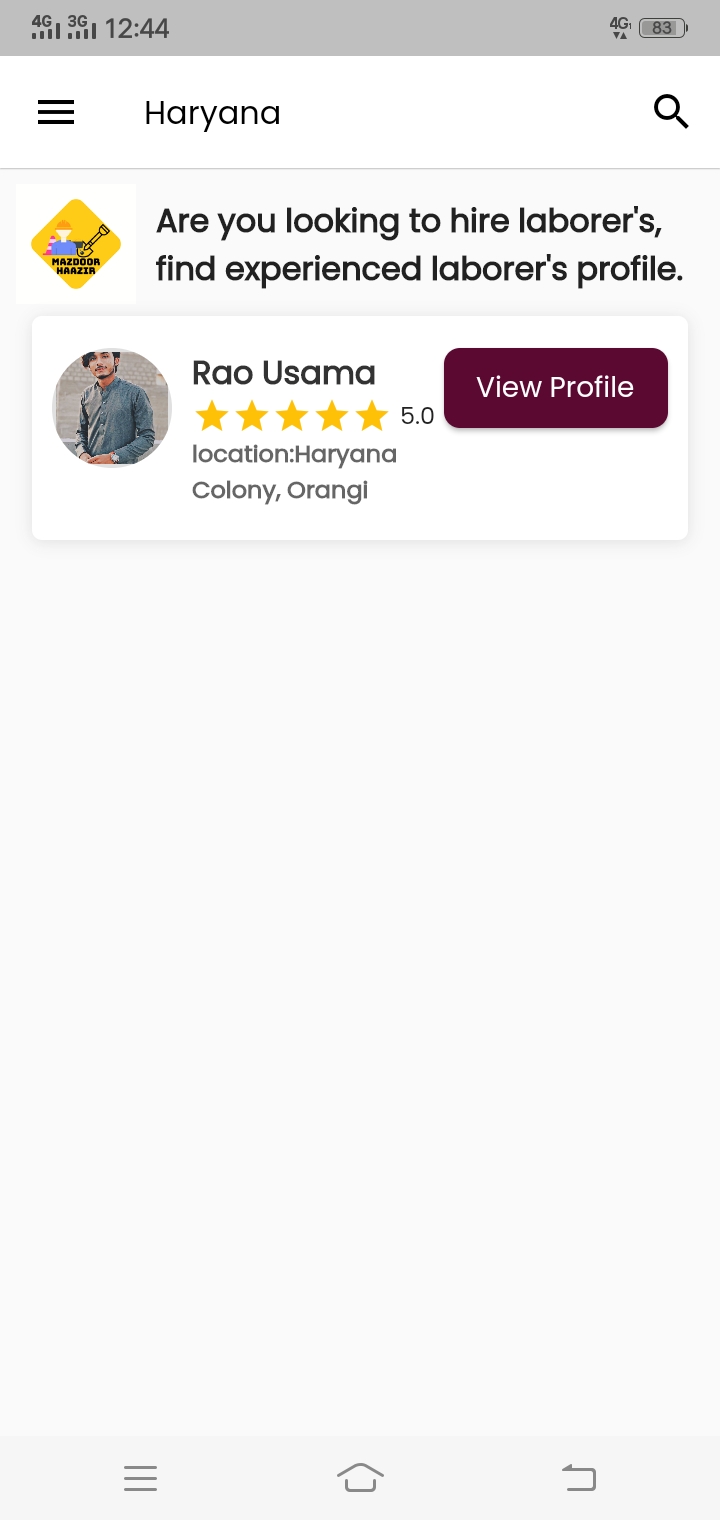 4G 3G 12:44 4G 83
Haryana
MAZDOOR
HAAZIR
Are you looking to hire laborer's,
find experienced laborer's profile.
Rao Usama
View Profile
5.0
location:Haryana
Colony, Orangi